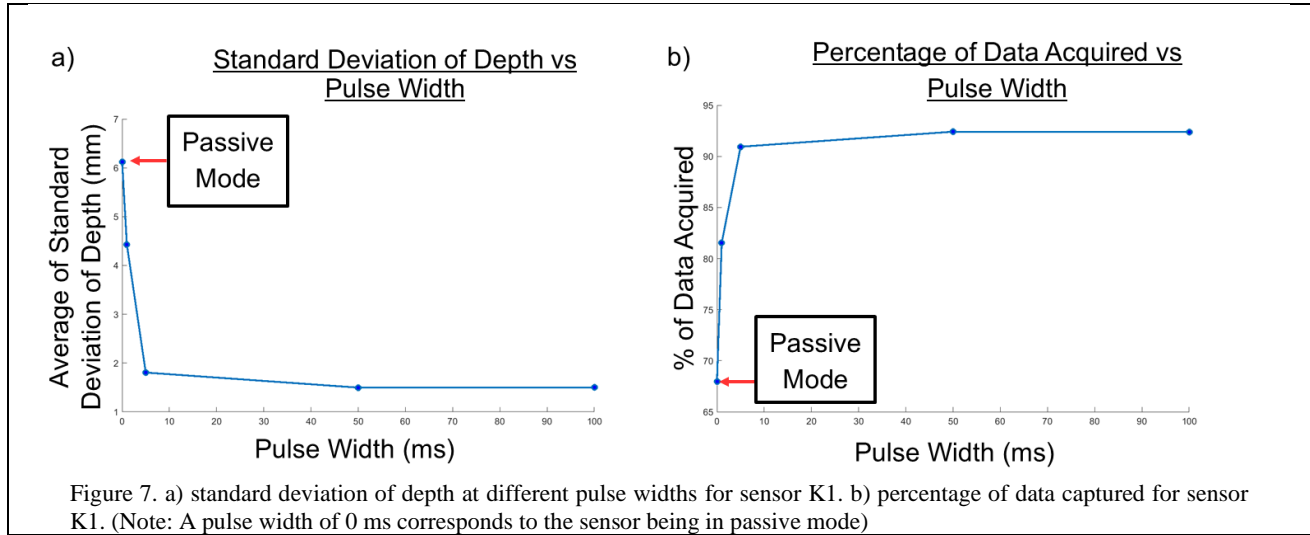 a)
Standard Deviation of Depth vs
Pulse Width
7
6
5
4
3
2
1
0
10
20
30
40
50
60
70
80
90
100
Passive
Mode
Average of Standard
Deviation of Depth (mm)
Pulse Width (ms)
b)
Percentage of Data Acquired vs
Pulse Width
95
90
85
80
75
70
65
0
10
20
30
40
50
60
70
80
90
100
Passive
Mode
% of Data Acquired
Pulse Width (ms)
Figure 7. a) standard deviation of depth at different pulse widths for sensor K1. b) percentage of data captured for sensor
K1. (Note: A pulse width of 0 ms corresponds to the sensor being in passive mode)